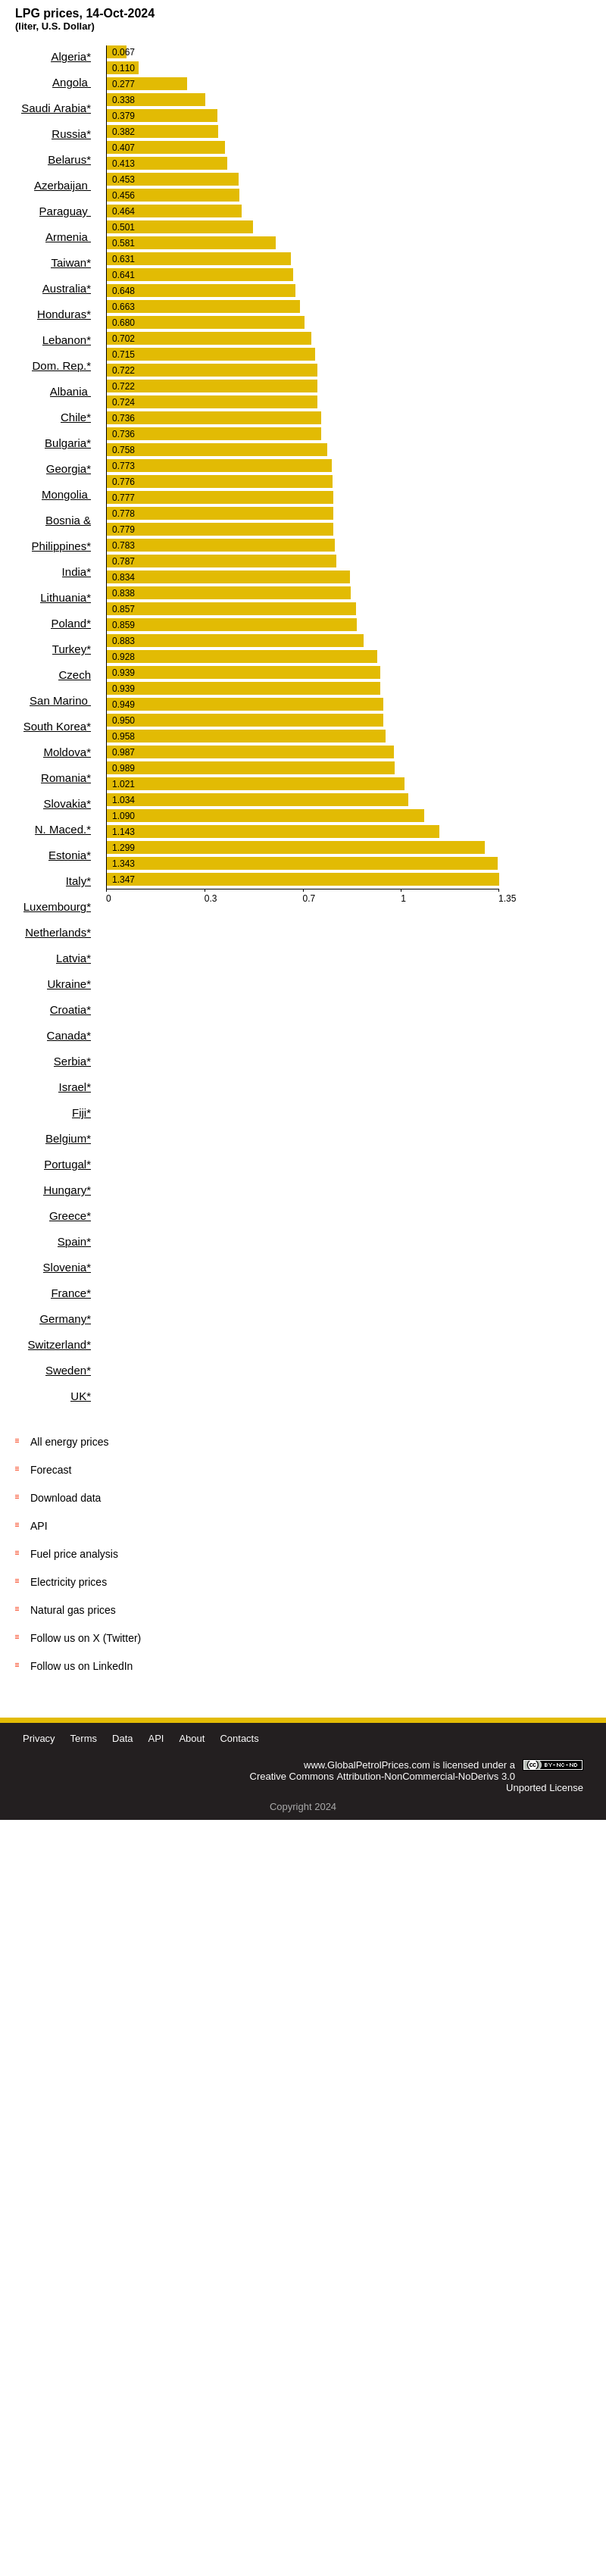 LPG prices, 14-Oct-2024
(liter, U.S. Dollar)
Algeria*
Angola
Saudi Arabia*
Russia*
Belarus*
Azerbaijan
Paraguay
Armenia
Taiwan*
Australia*
Honduras*
Lebanon*
Dom. Rep.*
Albania
Chile*
Bulgaria*
Georgia*
Mongolia
Bosnia &
Philippines*
India*
Lithuania*
Poland*
Turkey*
Czech
San Marino
South Korea*
Moldova*
Romania*
Slovakia*
N. Maced.*
Estonia*
Italy*
Luxembourg*
Netherlands*
Latvia*
Ukraine*
Croatia*
Canada*
Serbia*
Israel*
Fiji*
Belgium*
Portugal*
Hungary*
Greece*
Spain*
Slovenia*
France*
Germany*
Switzerland*
Sweden*
UK*
0.067
0.110
0.277
0.338
0.379
0.382
0.407
0.413
0.453
0.456
0.464
0.501
0.581
0.631
0.641
0.648
0.663
0.680
0.702
0.715
0.722
0.722
0.724
0.736
0.736
0.758
0.773
0.776
0.777
0.778
0.779
0.783
0.787
0.834
0.838
0.857
0.859
0.883
0.928
0.939
0.939
0.949
0.950
0.958
0.987
0.989
1.021
1.034
1.090
1.143
1.299
1.343
1.347
0 0.3 0.7 1 1.35
All energy prices
Forecast
Download data
API
Fuel price analysis
Electricity prices
Natural gas prices
Follow us on X (Twitter)
Follow us on LinkedIn
Privacy Terms Data API About Contacts
www.GlobalPetrolPrices.com is licensed under a
Creative Commons Attribution-NonCommercial-NoDerivs 3.0
Unported License
cc BY-NC-ND
Copyright 2024